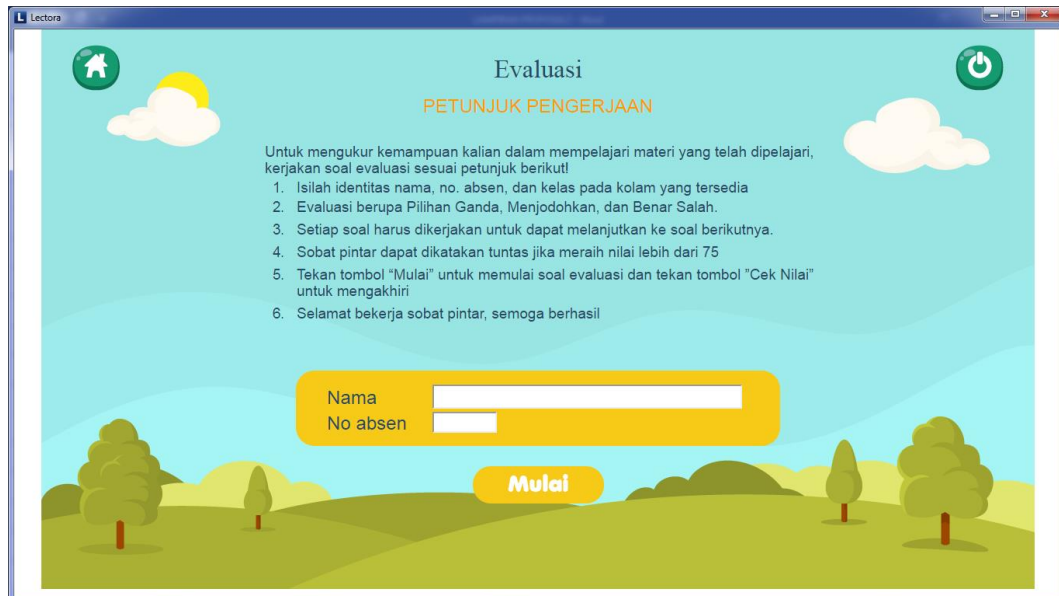 Lectora
Evaluasi
PETUNJUK PENGERJAAN
Untuk mengukur kemampuan kalian dalam mempelajari materi yang telah dipelajari,
kerjakan soal evaluasi sesuai petunjuk berikut!
1. Isilah identitas nama, no. absen, dan kelas pada kolam yang tersedia
2. Evaluasi berupa Pilihan Ganda, Menjodohkan, dan Benar Salah.
3. Setiap soal harus dikerjakan untuk dapat melanjutkan ke soal berikutnya.
4. Sobat pintar dapat dikatakan tuntas jika meraih nilai lebih dari 75
5. Tekan tombol “Mulai” untuk memulai soal evaluasi dan tekan tombol ”Cek Nilai”
untuk mengakhiri
6. Selamat bekerja sobat pintar, semoga berhasil
Nama
No absen
Mulai